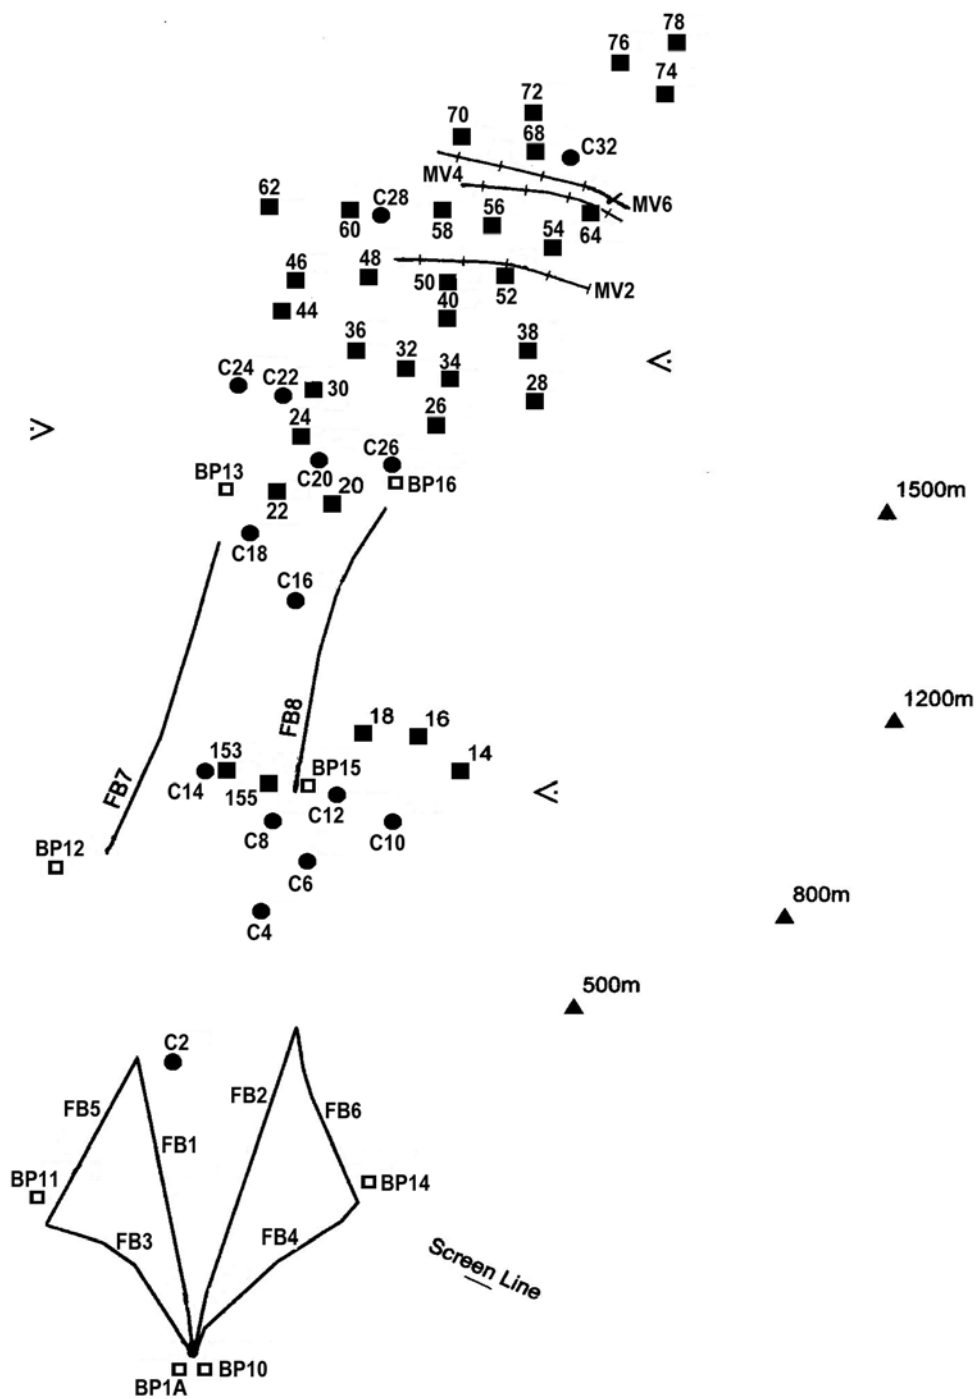 78
76
74
72
70
68
C32
MV4
MV6
62
C28
60
58
56
54
64
46
48
50
52
MV2
44
40
36
32
34
38
C24
C22
30
28
24
26
C20
C26
BP13
BP16
22
20
1500m
C18
C16
1200m
FB8
18
16
14
153
C14
155
BP15
C12
FB7
C8
C10
BP12
C6
C4
800m
500m
C2
FB5
FB2
FB6
FB1
BP11
BP14
FB3
FB4
Screen Line
BP10
BP1A